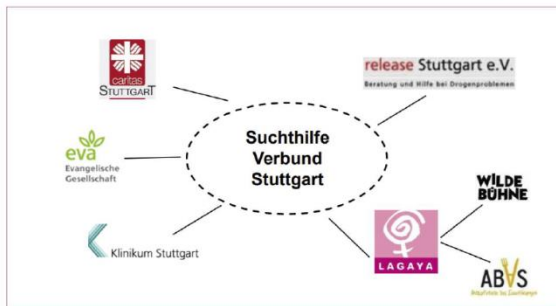 caritas
STUTTGART
release Stuttgart e.V.
Beratung und Hilfe bei Drogenproblemen
Suchthilfe
Verbund
Stuttgart
eva
Evangelische
Gesellschaft
Klinikum Stuttgart
WILDE
BÜHNE
LAGAYA
ABAS